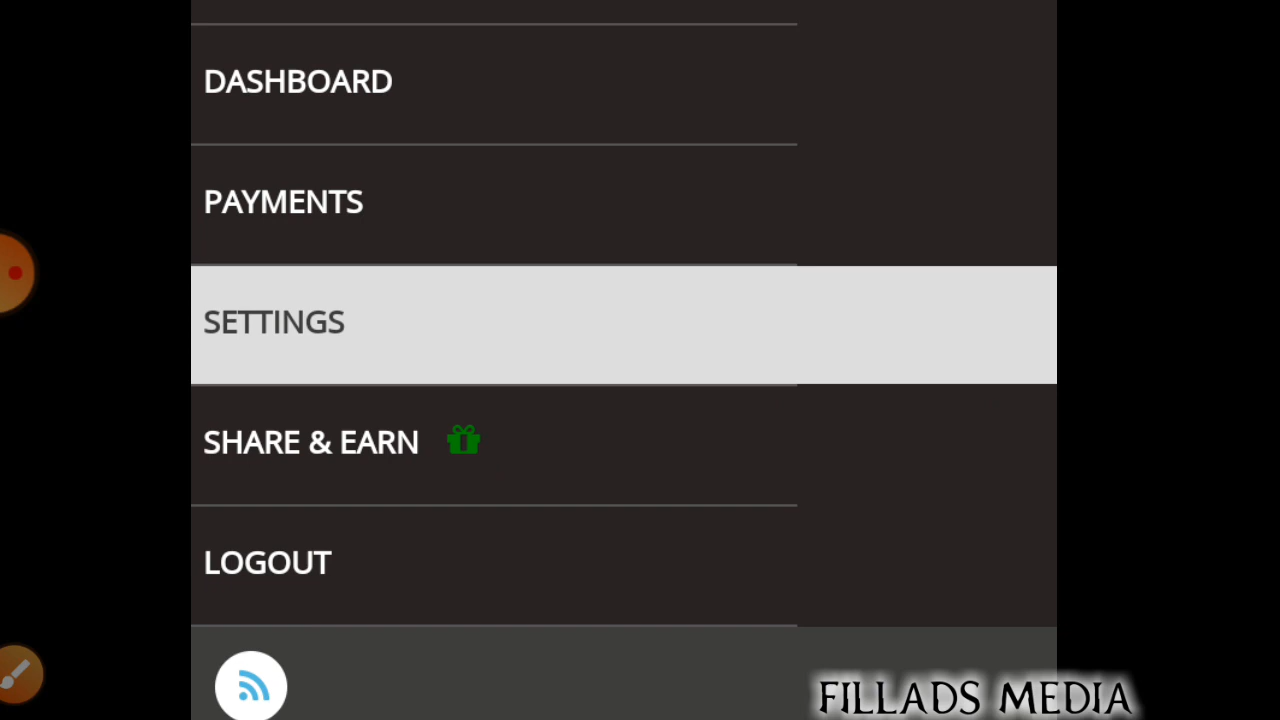 DASHBOARD
PAYMENTS
SETTINGS
SHARE & EARN
LOGOUT
FILLADS MEDIA